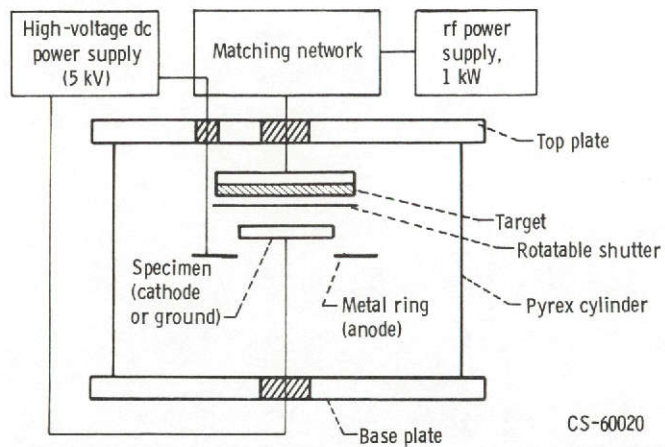 High-voltage dc
power supply
(5 kV)
Matching network
rf power
supply,
1 kW
Top plate
Target
Rotatable shutter
Specimen
(cathode
or ground)
Metal ring
(anode)
Pyrex cylinder
Base plate
CS-60020